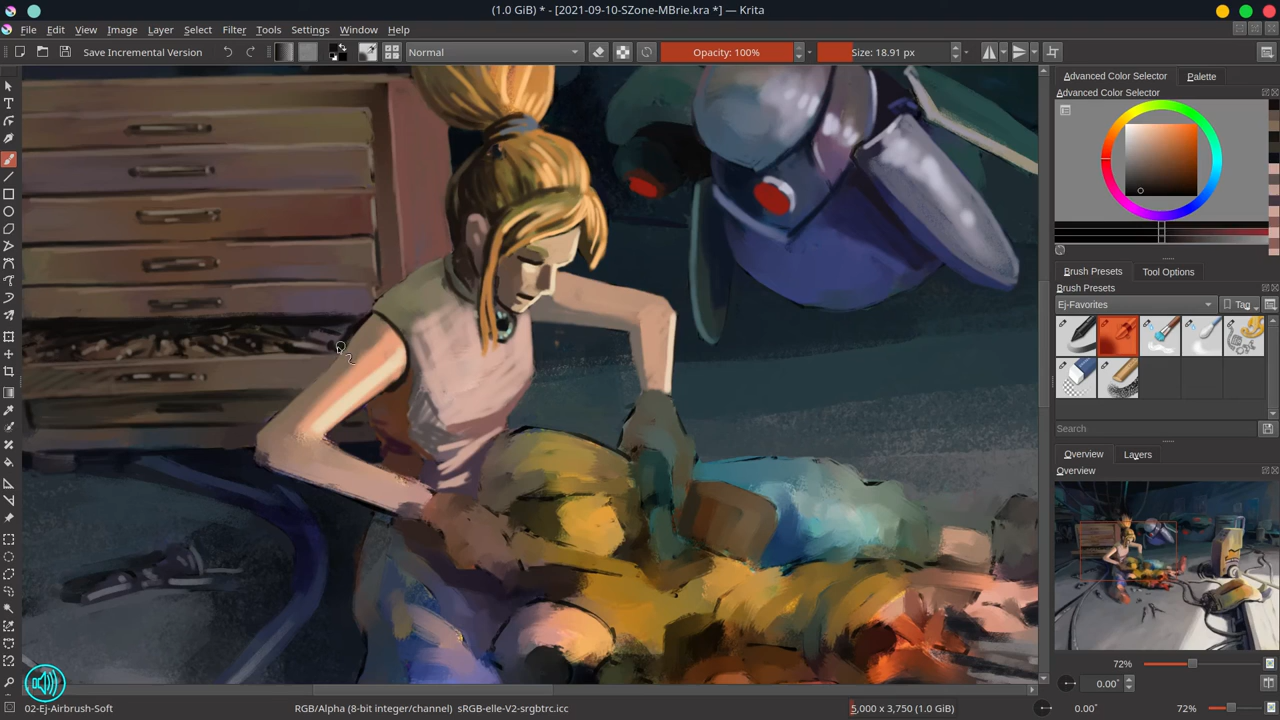 (1.0 GiB) * - [2021-09-10-SZone-MBrie.kra *] — Krita
File Edit View Image Layer Select Filter Tools Settings Window Help
Save Incremental Version Normal Opacity: 100% Size: 18.91 px
Advanced Color Selector Palette
Advanced Color Selector
Brush Presets Tool Options
Brush Presets
Ej-Favorites Tag
Search
Overview Layers
Overview
72%
0.00°
02-Ej-Airbrush-Soft RGB/Alpha (8-bit integer/channel) sRGB-elle-V2-srgbtrc.icc 5,000 x 3,750 (1.0 GiB) 0.00° 72%